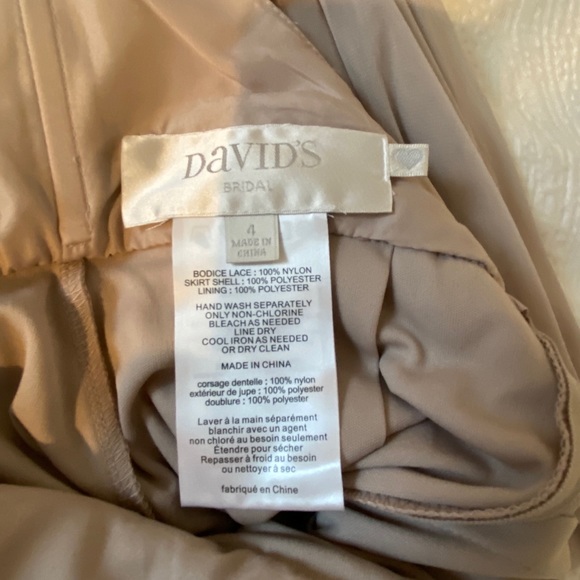 DaVID'S
BRIDAL
4
MADE IN
CHINA
BODICE LACE : 100% NYLON
SKIRT SHELL : 100% POLYESTER
LINING : 100% POLYESTER
HAND WASH SEPARATELY
ONLY NON-CHLORINE
BLEACH AS NEEDED
LINE DRY
COOL IRON AS NEEDED
OR DRY CLEAN
MADE IN CHINA
corsage dentelle : 100% nylon
extérieur de jupe : 100% polyester
doublure : 100% polyester
Laver à la main séparément
blanchir avec un agent
non chloré au besoin seulement
Étendre pour sécher
Repasser à froid au besoin
ou nettoyer à sec
fabriqué en Chine